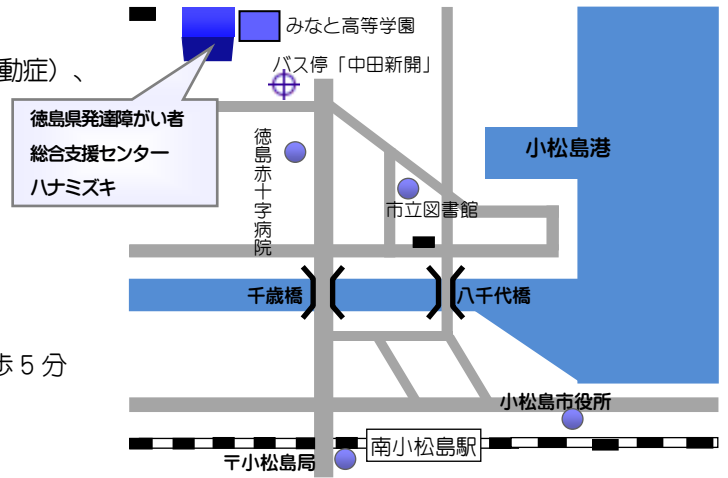 みなと高等学園
動症）、
バス停「中田新開」
徳島県発達障がい者
総合支援センター
ハナミズキ
徳島赤十字病院
小松島港
市立図書館
千歳橋
八千代橋
歩５分
小松島市役所
南小松島駅
〒小松島局